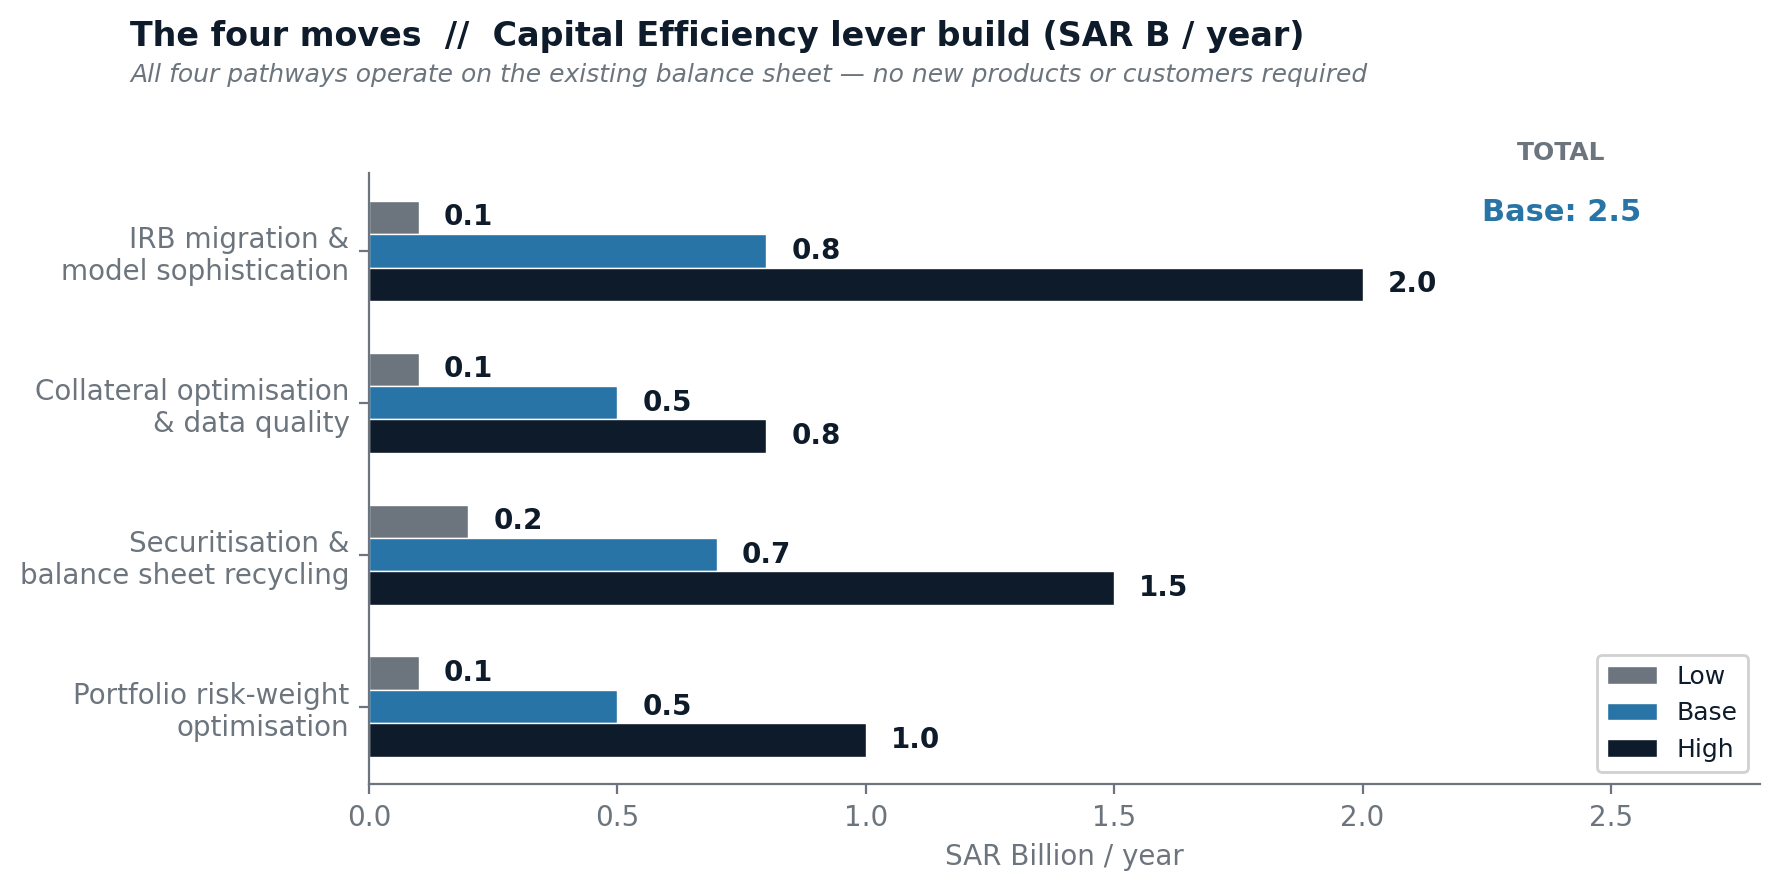 The four moves  //  Capital Efficiency lever build (SAR B / year)
All four pathways operate on the existing balance sheet — no new products or customers required
TOTAL
Base: 2.5
IRB migration &
model sophistication
0.1
0.8
2.0
Collateral optimisation
& data quality
0.1
0.5
0.8
Securitisation &
balance sheet recycling
0.2
0.7
1.5
Portfolio risk-weight
optimisation
0.1
0.5
1.0
Low
Base
High
0.0 0.5 1.0 1.5 2.0 2.5
SAR Billion / year